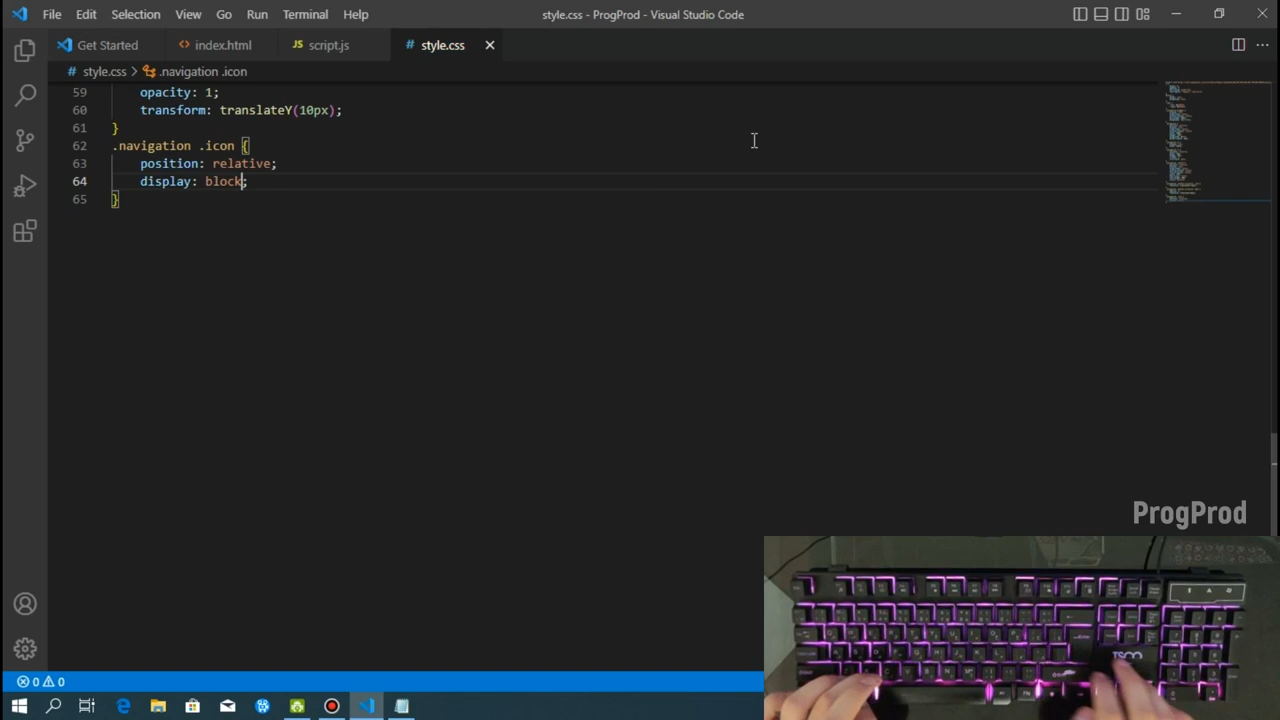 File Edit Selection View Go Run Terminal Help style.css - ProgProd - Visual Studio Code
Get Started <> index.html JS script.js # style.css
# style.css > .navigation .icon
59 opacity: 1;
60 transform: translateY(10px);
61 }
62 .navigation .icon {
63 position: relative;
64 display: block;
65 }
ProgProd
TSCO
0 0